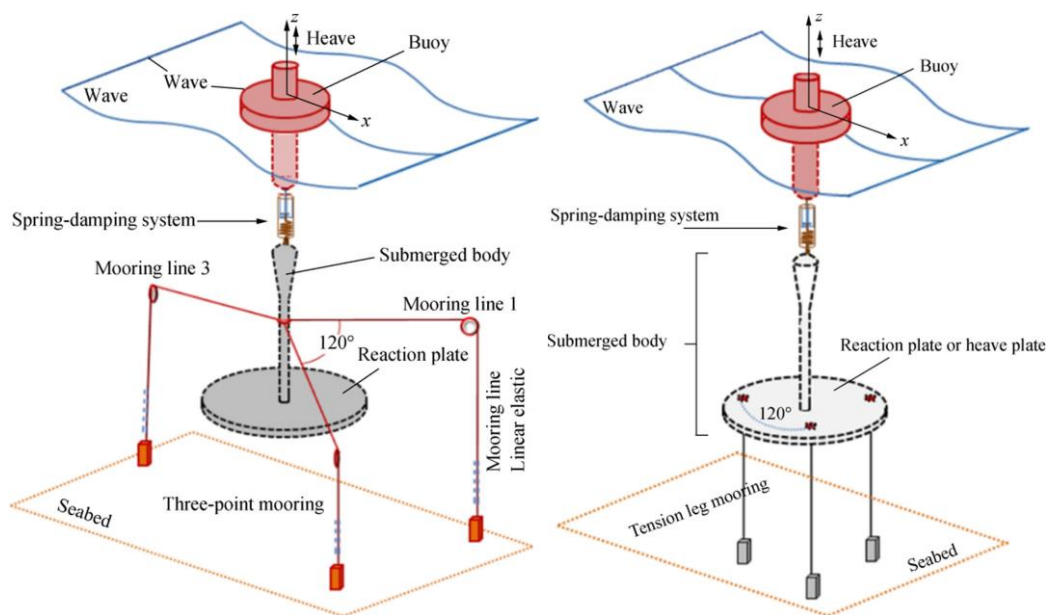 z
Heave
Buoy
Wave
Wave
x
Spring-damping system
Submerged body
Mooring line 3
Mooring line 1
120°
Reaction plate
Mooring line
Linear elastic
Three-point mooring
Seabed
z
Heave
Buoy
Wave
x
Spring-damping system
Submerged body
Reaction plate or heave plate
120°
Tension leg mooring
Seabed